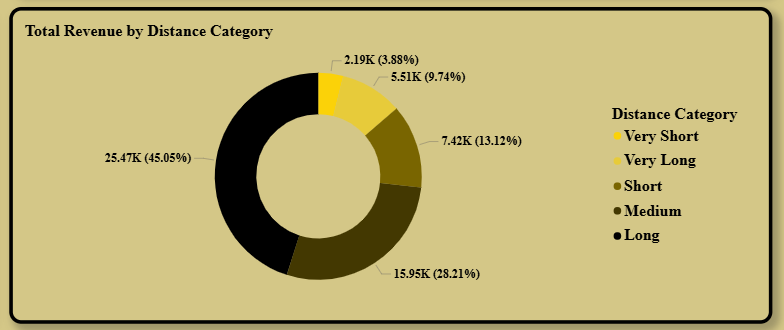 Total Revenue by Distance Category
2.19K (3.88%)
5.51K (9.74%)
7.42K (13.12%)
15.95K (28.21%)
25.47K (45.05%)
Distance Category
Very Short
Very Long
Short
Medium
Long